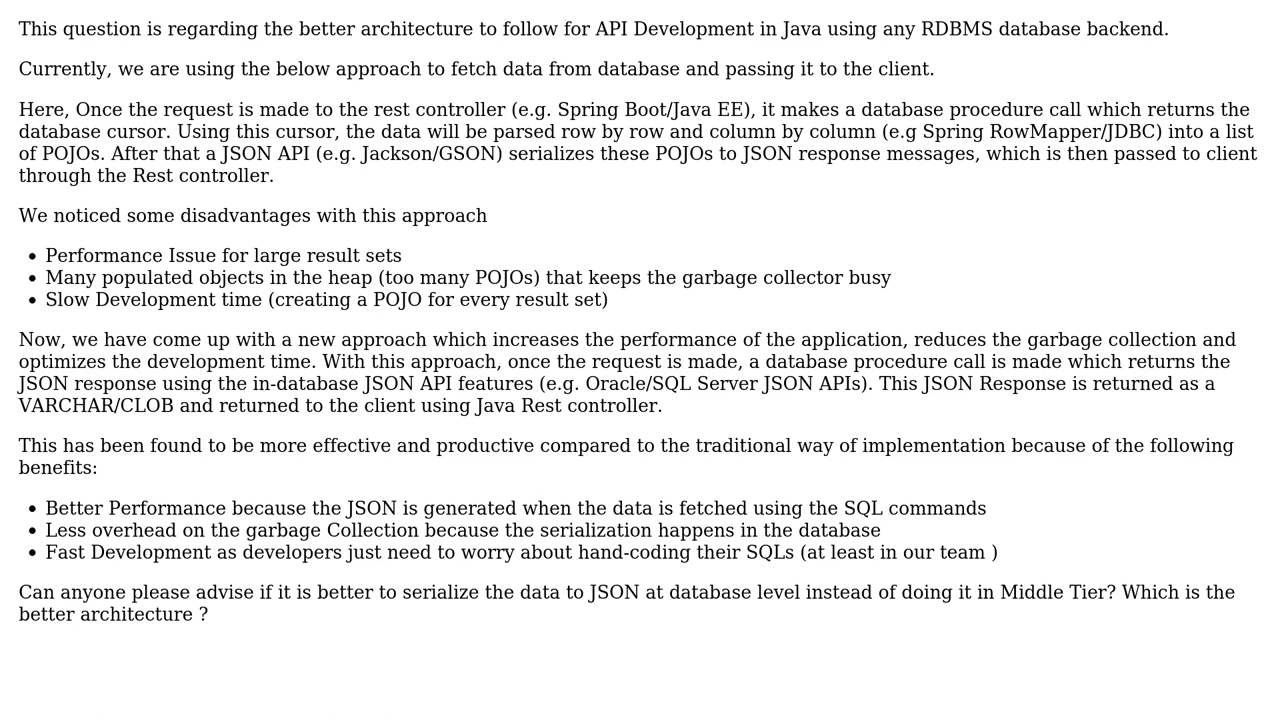 This question is regarding the better architecture to follow for API Development in Java using any RDBMS database backend.
Currently, we are using the below approach to fetch data from database and passing it to the client.
Here, Once the request is made to the rest controller (e.g. Spring Boot/Java EE), it makes a database procedure call which returns the
database cursor. Using this cursor, the data will be parsed row by row and column by column (e.g Spring RowMapper/JDBC) into a list
of POJOs. After that a JSON API (e.g. Jackson/GSON) serializes these POJOs to JSON response messages, which is then passed to client
through the Rest controller.
We noticed some disadvantages with this approach
• Performance Issue for large result sets
• Many populated objects in the heap (too many POJOs) that keeps the garbage collector busy
• Slow Development time (creating a POJO for every result set)
Now, we have come up with a new approach which increases the performance of the application, reduces the garbage collection and
optimizes the development time. With this approach, once the request is made, a database procedure call is made which returns the
JSON response using the in-database JSON API features (e.g. Oracle/SQL Server JSON APIs). This JSON Response is returned as a
VARCHAR/CLOB and returned to the client using Java Rest controller.
This has been found to be more effective and productive compared to the traditional way of implementation because of the following
benefits:
• Better Performance because the JSON is generated when the data is fetched using the SQL commands
• Less overhead on the garbage Collection because the serialization happens in the database
• Fast Development as developers just need to worry about hand-coding their SQLs (at least in our team )
Can anyone please advise if it is better to serialize the data to JSON at database level instead of doing it in Middle Tier? Which is the
better architecture ?